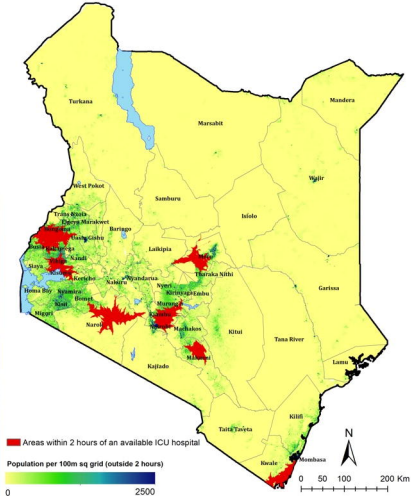 Turkana
Mandera
Marsabit
Wajir
West Pokot
Samburu
Isiolo
Trans Nzoia
Elgeyo Marakwet
Baringo
Uasin Gishu
Laikipia
Nandi
Siaya
Tharaka Nithi
Nyandarua
Kericho
Nakuru
Nyeri
Homa Bay
Nyamira
Kirinyaga
Embu
Garissa
Kisii
Bomet
Murang'a
Kiambu
Migori
Narok
Machakos
Kitui
Tana River
Makueni
Kajiado
Lamu
Taita Taveta
Kilifi
N
Kwale
Mombasa
Areas within 2 hours of an available ICU hospital
Population per 100m sq grid (outside 2 hours)
0 50 100 200 Km
0 2500